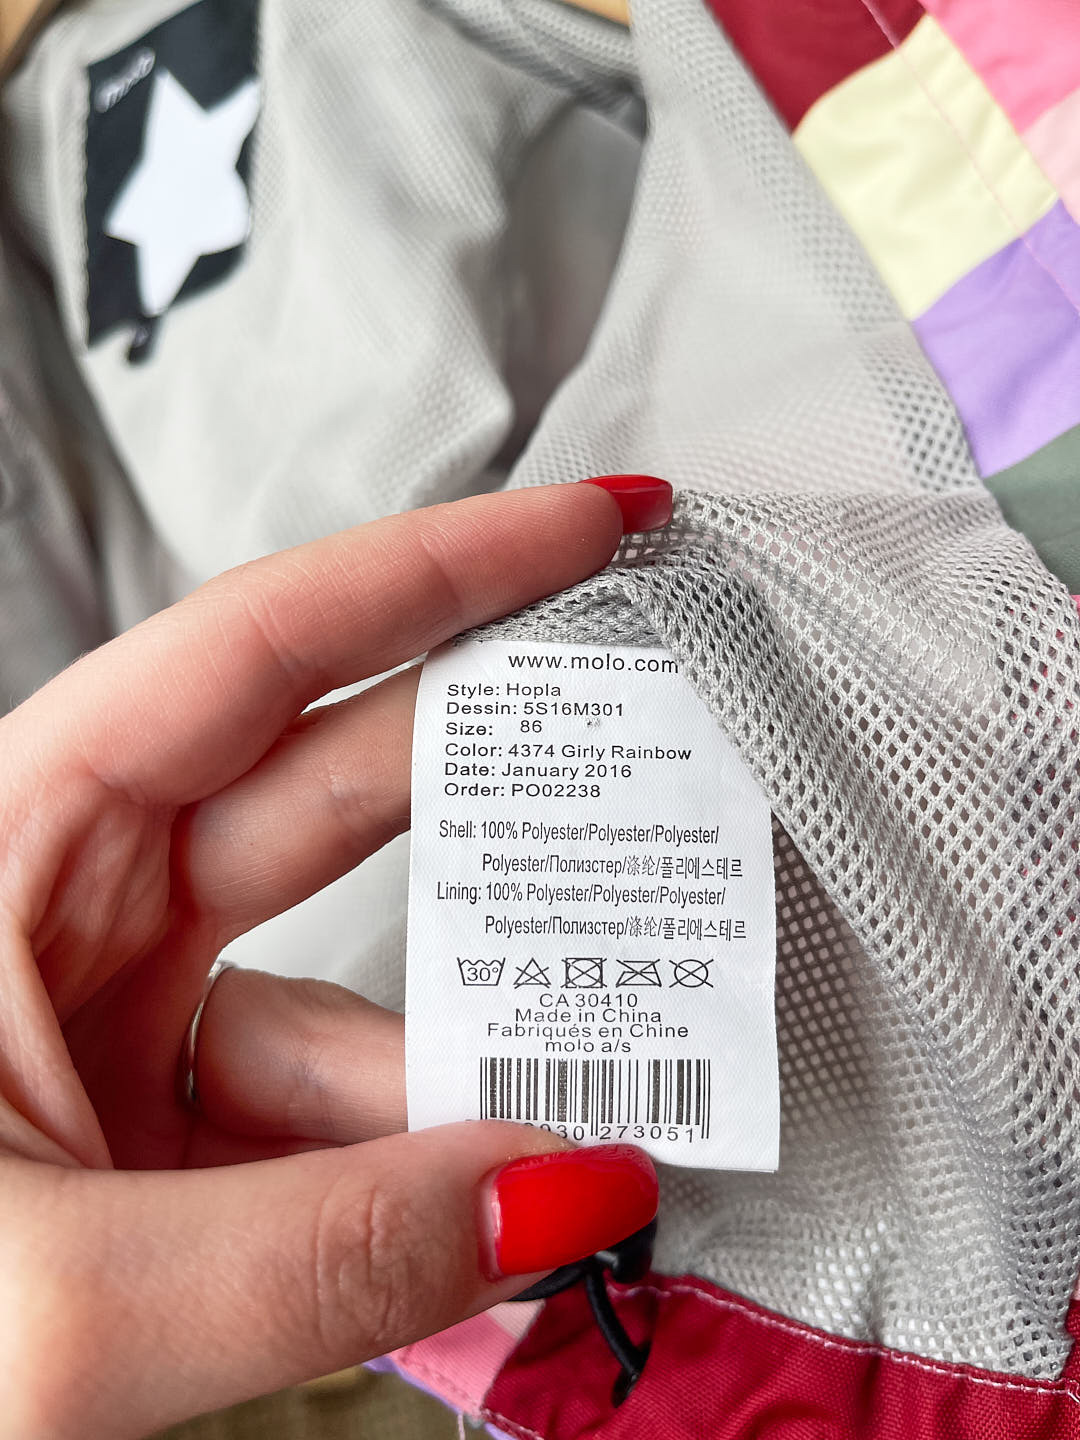 molo
www.molo.com
Style: Hopla
Dessin: 5S16M301
Size: 86
Color: 4374 Girly Rainbow
Date: January 2016
Order: PO02238
Shell: 100% Polyester/Polyester/Polyester/
Polyester/Полиэстер/涤纶/폴리에스테르
Lining: 100% Polyester/Polyester/Polyester/
Polyester/Полиэстер/涤纶/폴리에스테르
30°
CA 30410
Made in China
Fabriqués en Chine
molo a/s
273051